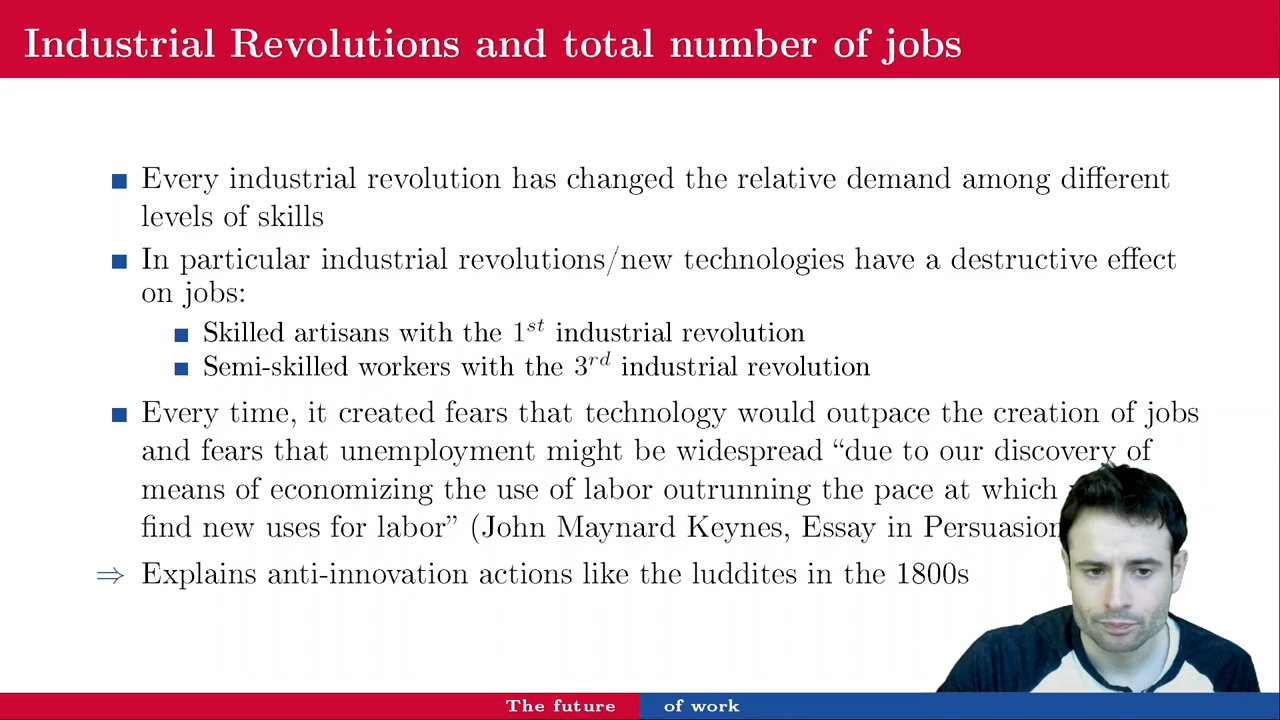 Industrial Revolutions and total number of jobs
Every industrial revolution has changed the relative demand among different
levels of skills
In particular industrial revolutions/new technologies have a destructive effect
on jobs:
Skilled artisans with the 1st industrial revolution
Semi-skilled workers with the 3rd industrial revolution
Every time, it created fears that technology would outpace the creation of jobs
and fears that unemployment might be widespread “due to our discovery of
means of economizing the use of labor outrunning the pace at which
find new uses for labor” (John Maynard Keynes, Essay in Persuasion
⇒ Explains anti-innovation actions like the luddites in the 1800s
The future of work